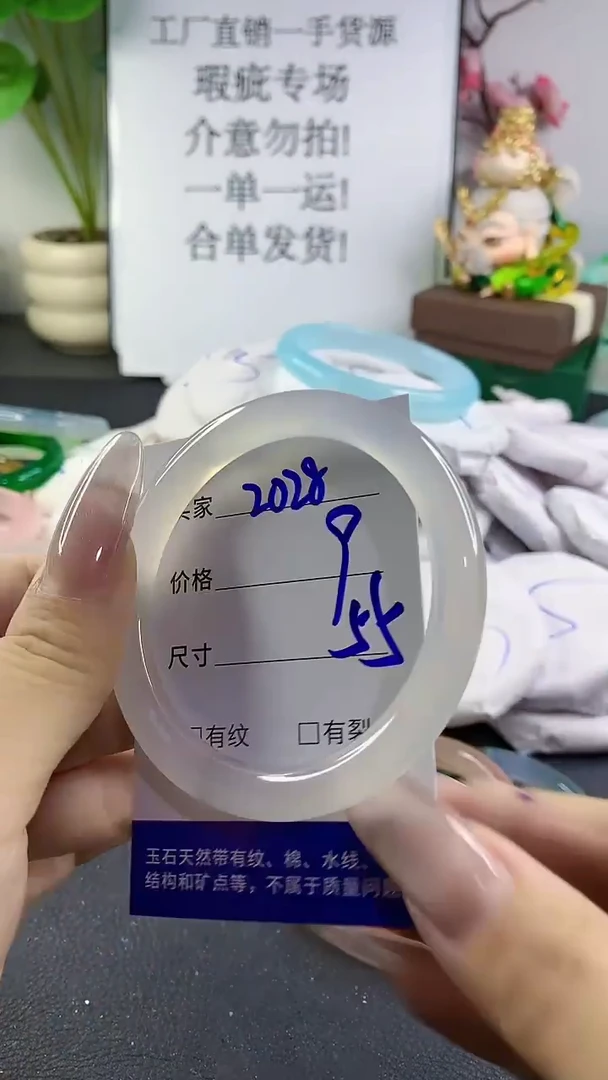 工厂直销一手货源
瑕疵专场
介意勿拍!
一单一运!
合单发货!
家 2028
价格 9
尺寸 55
□有纹 □有裂
玉石天然带有纹、棉、水线、
结构和矿点等，不属于质量问题